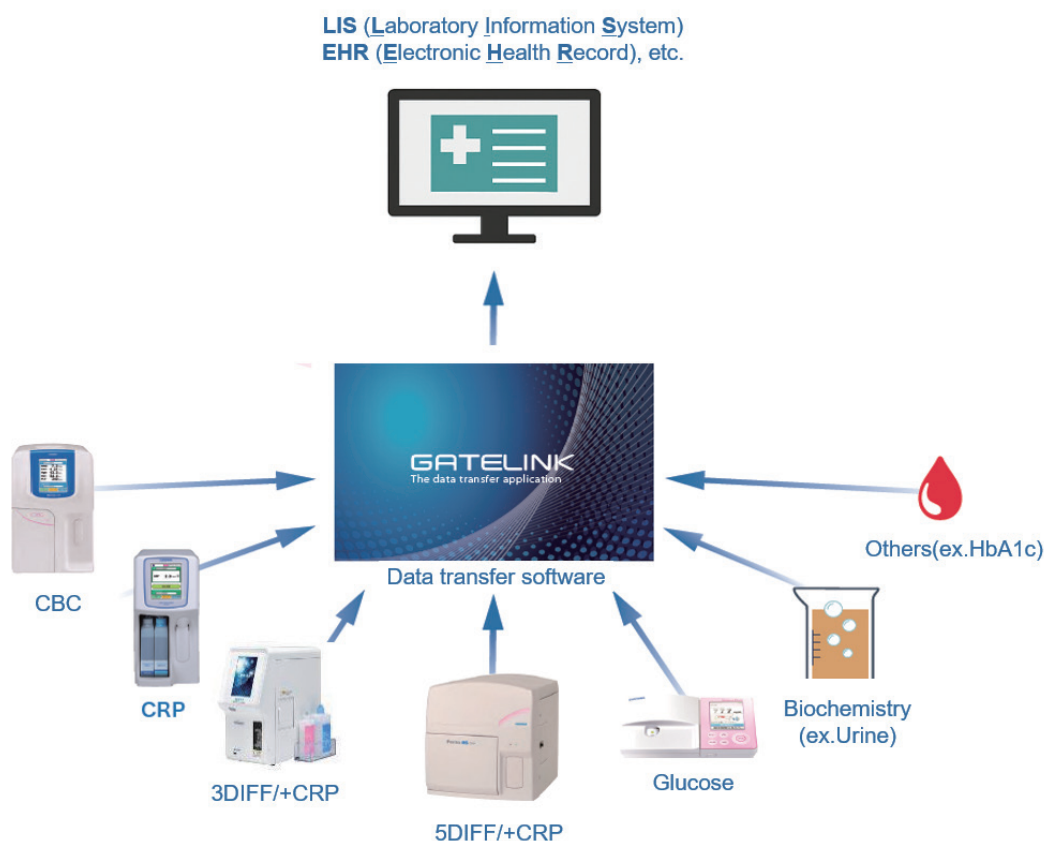 LIS (Laboratory Information System)
EHR (Electronic Health Record), etc.
GATELINK
The data transfer application
Data transfer software
CBC
CRP
3DIFF/+CRP
5DIFF/+CRP
Glucose
Biochemistry
(ex.Urine)
Others(ex.HbA1c)